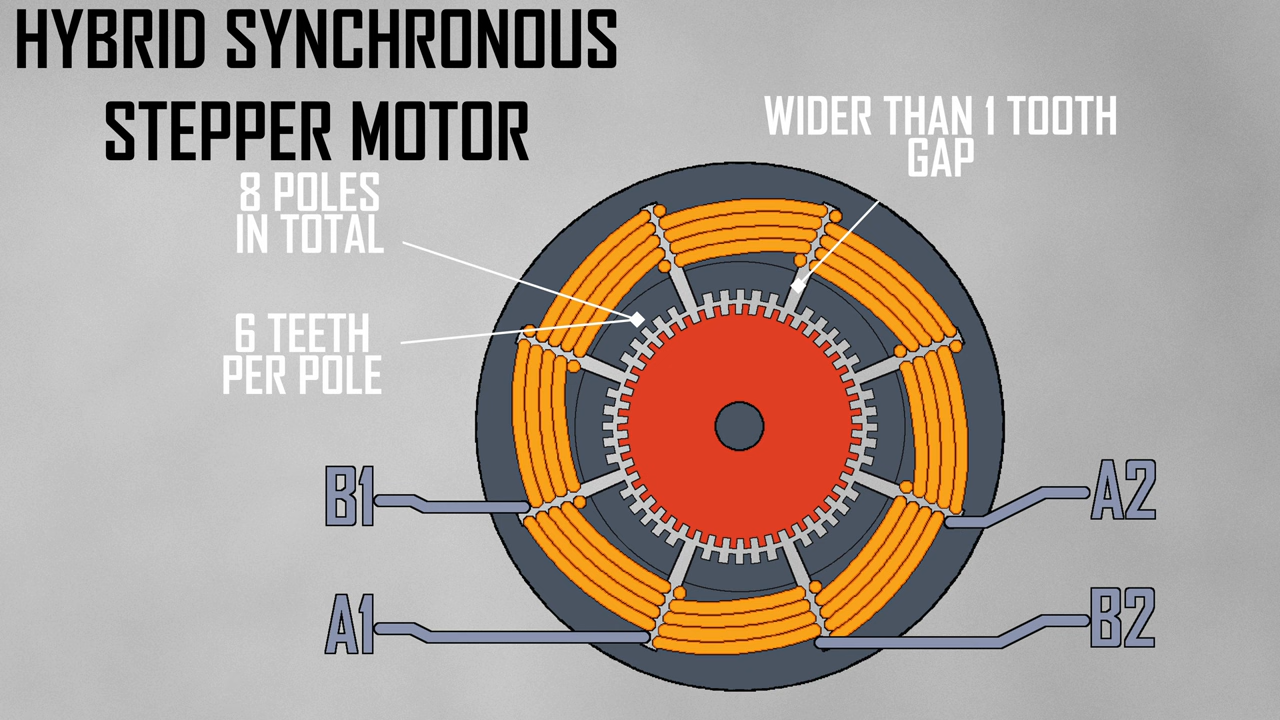 HYBRID SYNCHRONOUS
STEPPER MOTOR
WIDER THAN 1 TOOTH
GAP
8 POLES
IN TOTAL
6 TEETH
PER POLE
B1
A2
A1
B2